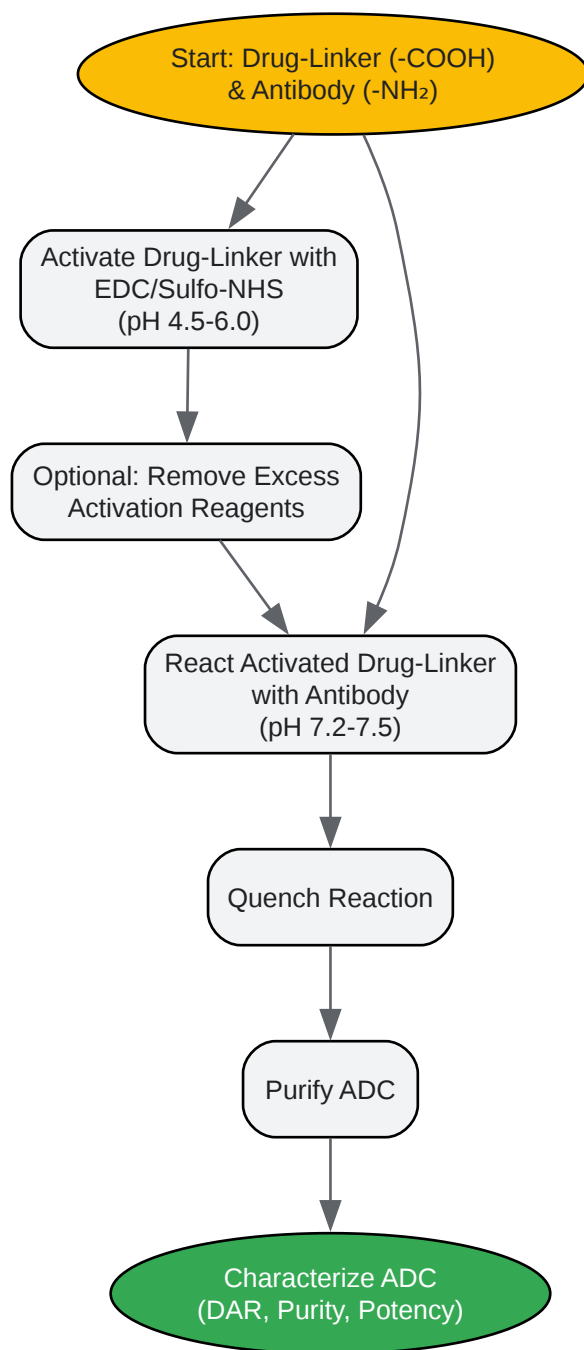 Start: Drug-Linker (-COOH)
& Antibody (-NH₂)
Activate Drug-Linker with
EDC/Sulfo-NHS
(pH 4.5-6.0)
Optional: Remove Excess
Activation Reagents
React Activated Drug-Linker
with Antibody
(pH 7.2-7.5)
Quench Reaction
Purify ADC
Characterize ADC
(DAR, Purity, Potency)